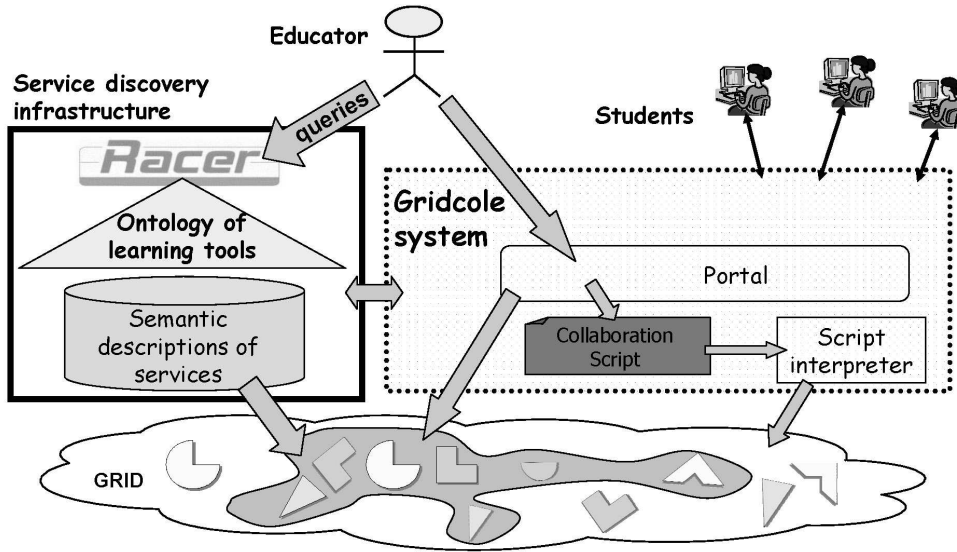 Educator
Service discovery
infrastructure
queries
Students
Racer
Gridcole
system
Ontology of
learning tools
Portal
Semantic
descriptions of
services
Collaboration
Script
Script
interpreter
GRID